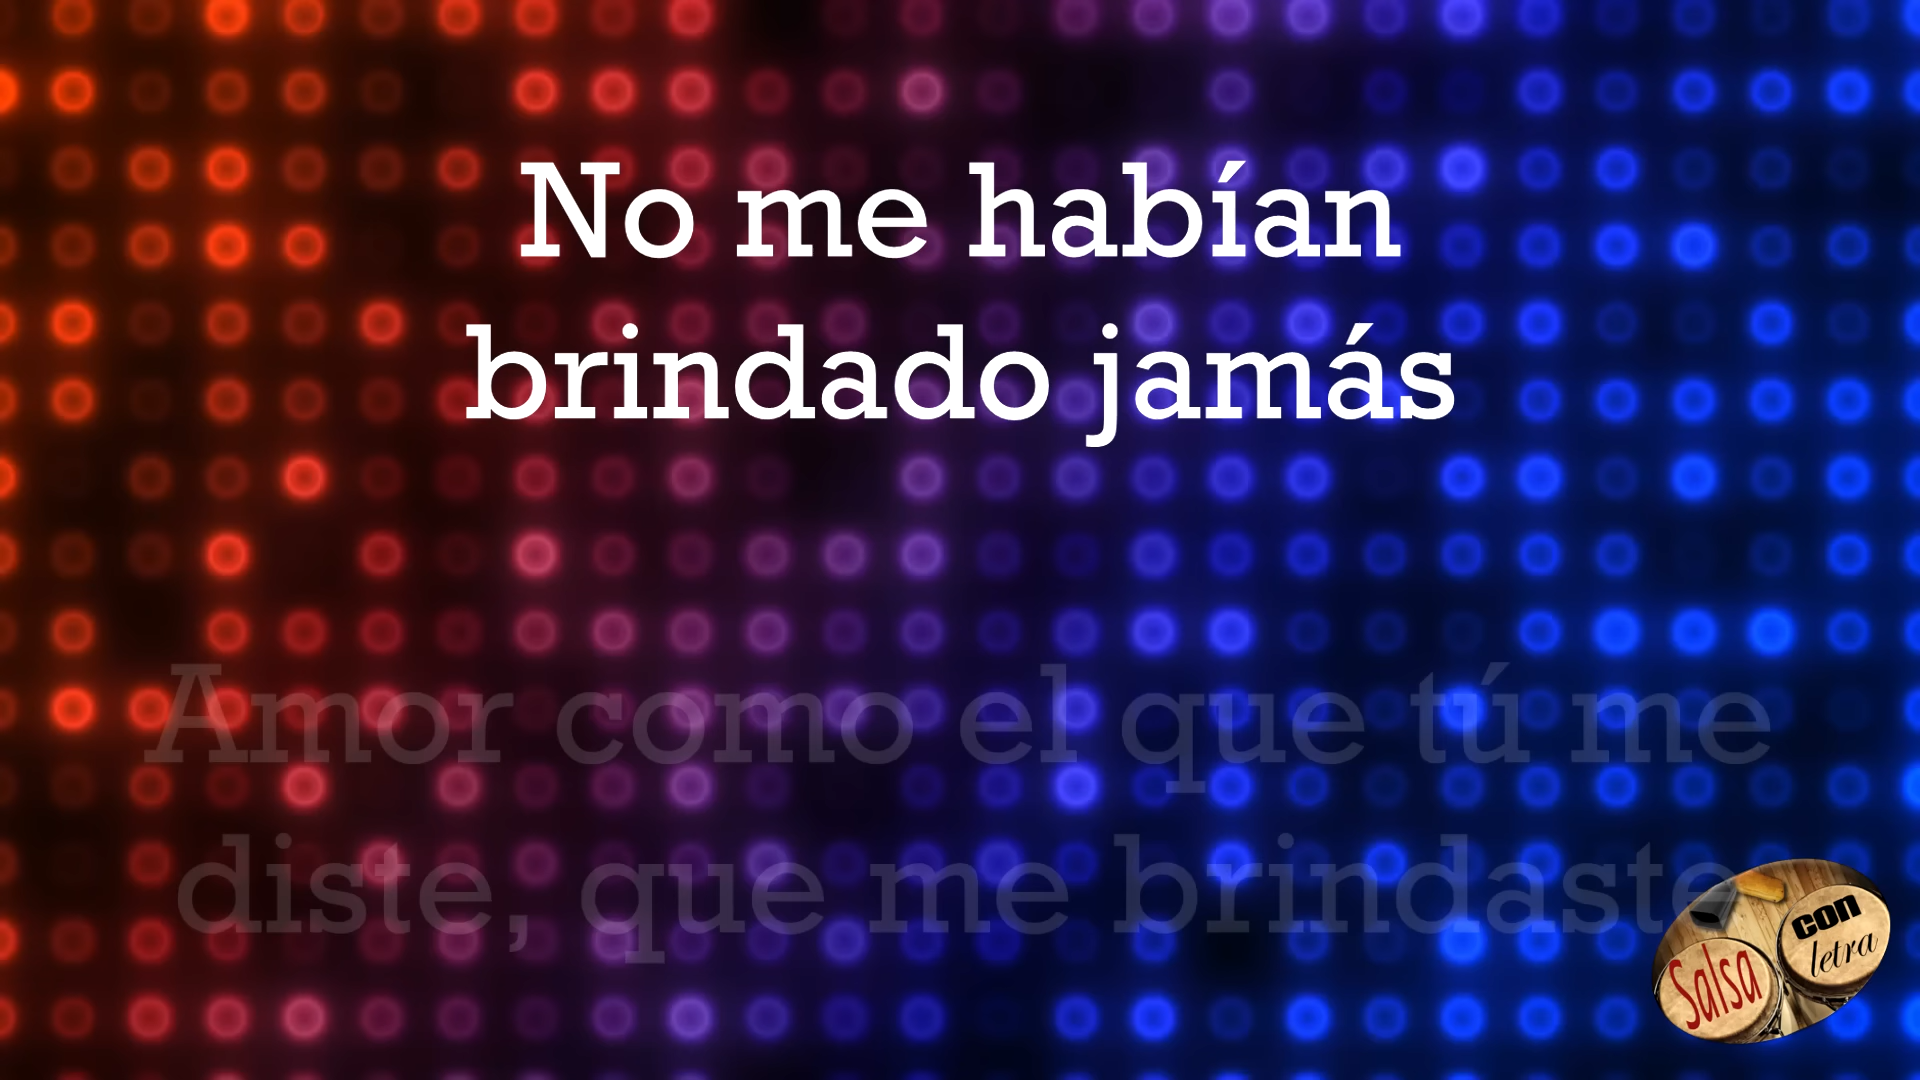 No me habían
brindado jamás
Amor como el que tú me
diste, que me brindaste
Salsa
con
letra